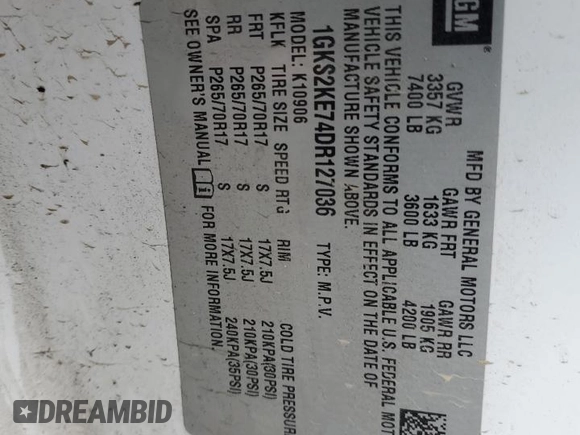 GM ®
MFD BY GENERAL MOTORS LLC
GVWR GAWR FRT GAWR RR
3357 KG 1633 KG 1905 KG
7400 LB 3600 LB 4200 LB
THIS VEHICLE CONFORMS TO ALL APPLICABLE U.S. FEDERAL MOT
VEHICLE SAFETY STANDARDS IN EFFECT ON THE DATE OF
MANUFACTURE SHOWN ABOVE.
1GKS2KE74DR127036 TYPE: M.P.V.
MODEL: K10906
KFLK TIRE SIZE SPEED RTG RIM COLD TIRE PRESSUR
FRT P265/70R17 S 17X7.5J 210KPA(30PSI)
RR P265/70R17 S 17X7.5J 210KPA(30PSI)
SPA P265/70R17 S 17X7.5J 240KPA(35PSI)
SEE OWNER'S MANUAL FOR MORE INFORMATION.
DREAMBID